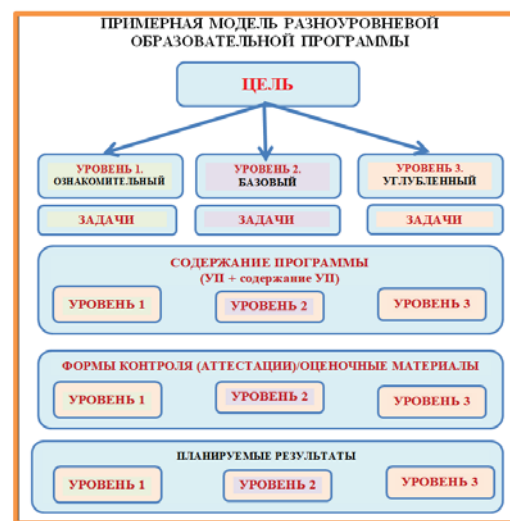 ПРИМЕРНАЯ МОДЕЛЬ РАЗНОУРОВНЕВОЙ
ОБРАЗОВАТЕЛЬНОЙ ПРОГРАММЫ
ЦЕЛЬ
УРОВЕНЬ 1.
ОЗНАКОМИТЕЛЬНЫЙ
УРОВЕНЬ 2.
БАЗОВЫЙ
УРОВЕНЬ 3.
УГЛУБЛЕННЫЙ
ЗАДАЧИ
ЗАДАЧИ
ЗАДАЧИ
СОДЕРЖАНИЕ ПРОГРАММЫ
(УП + содержание УП)
УРОВЕНЬ 1
УРОВЕНЬ 2
УРОВЕНЬ 3
ФОРМЫ КОНТРОЛЯ (АТТЕСТАЦИИ)/ОЦЕНОЧНЫЕ МАТЕРИАЛЫ
УРОВЕНЬ 1
УРОВЕНЬ 2
УРОВЕНЬ 3
ПЛАНИРУЕМЫЕ РЕЗУЛЬТАТЫ
УРОВЕНЬ 1
УРОВЕНЬ 2
УРОВЕНЬ 3